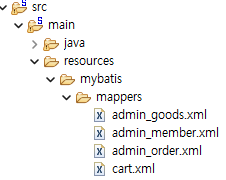 src
main
java
resources
mybatis
mappers
admin_goods.xml
admin_member.xml
admin_order.xml
cart.xml